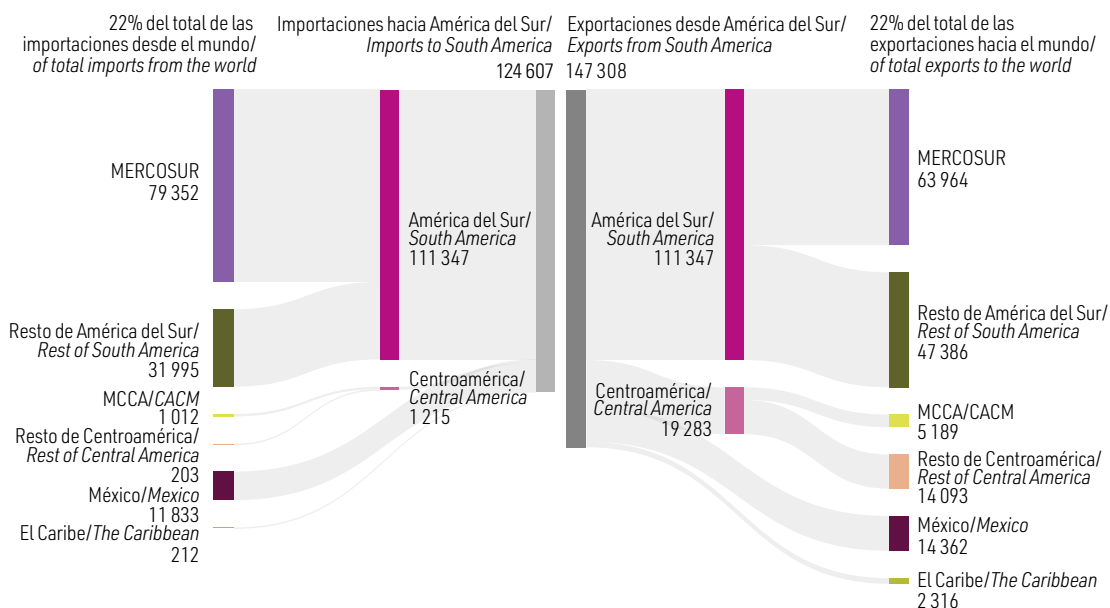 22% del total de las
importaciones desde el mundo/
of total imports from the world
Importaciones hacia América del Sur/
Imports to South America
124 607
Exportaciones desde América del Sur/
Exports from South America
147 308
22% del total de las
exportaciones hacia el mundo/
of total exports to the world
MERCOSUR
79 352
Resto de América del Sur/
Rest of South America
31 995
MCCA/CACM
1 012
Resto de Centroamérica/
Rest of Central America
203
México/Mexico
11 833
El Caribe/The Caribbean
212
América del Sur/
South America
111 347
Centroamérica/
Central America
1 215
América del Sur/
South America
111 347
Centroamérica/
Central America
19 283
MERCOSUR
63 964
Resto de América del Sur/
Rest of South America
47 386
MCCA/CACM
5 189
Resto de Centroamérica/
Rest of Central America
14 093
México/Mexico
14 362
El Caribe/The Caribbean
2 316